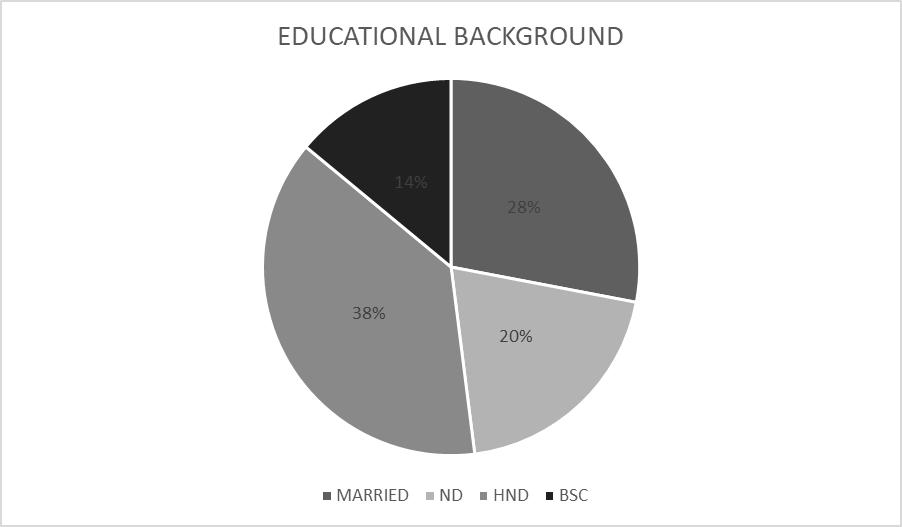 EDUCATIONAL BACKGROUND
14%
28%
38%
20%
MARRIED ND HND BSC